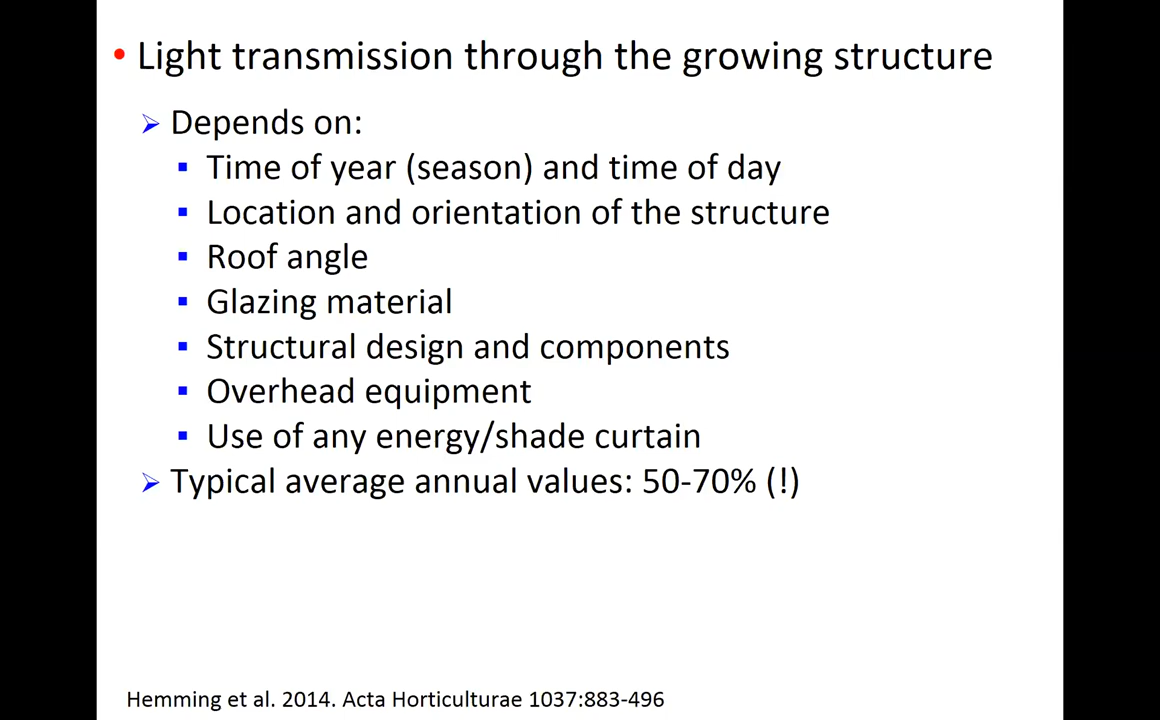 • Light transmission through the growing structure
➢ Depends on:
▪ Time of year (season) and time of day
▪ Location and orientation of the structure
▪ Roof angle
▪ Glazing material
▪ Structural design and components
▪ Overhead equipment
▪ Use of any energy/shade curtain
➢ Typical average annual values: 50-70% (!)
Hemming et al. 2014. Acta Horticulturae 1037:883-496